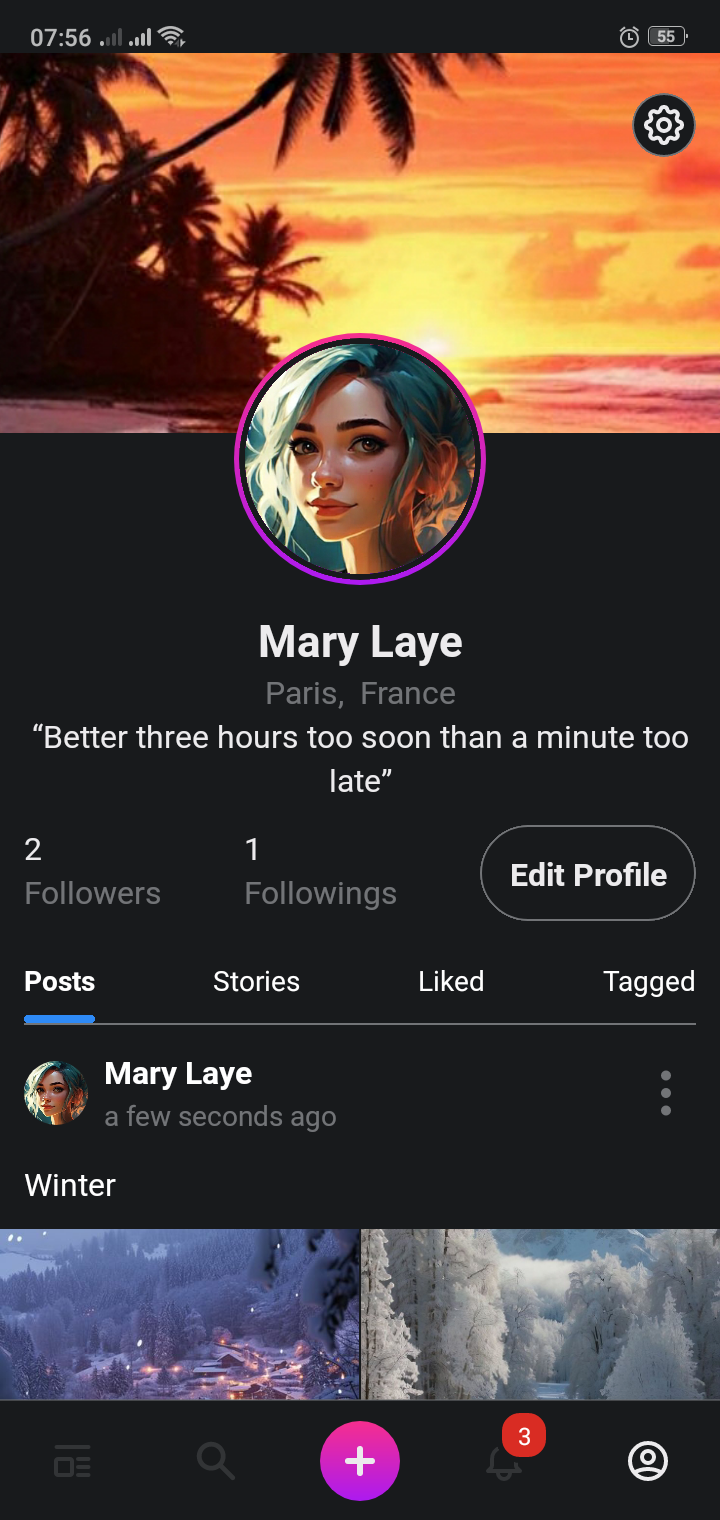 07:56
55
Mary Laye
Paris, France
“Better three hours too soon than a minute too
late”
2
Followers
1
Followings
Edit Profile
Posts
Stories
Liked
Tagged
Mary Laye
a few seconds ago
Winter
3